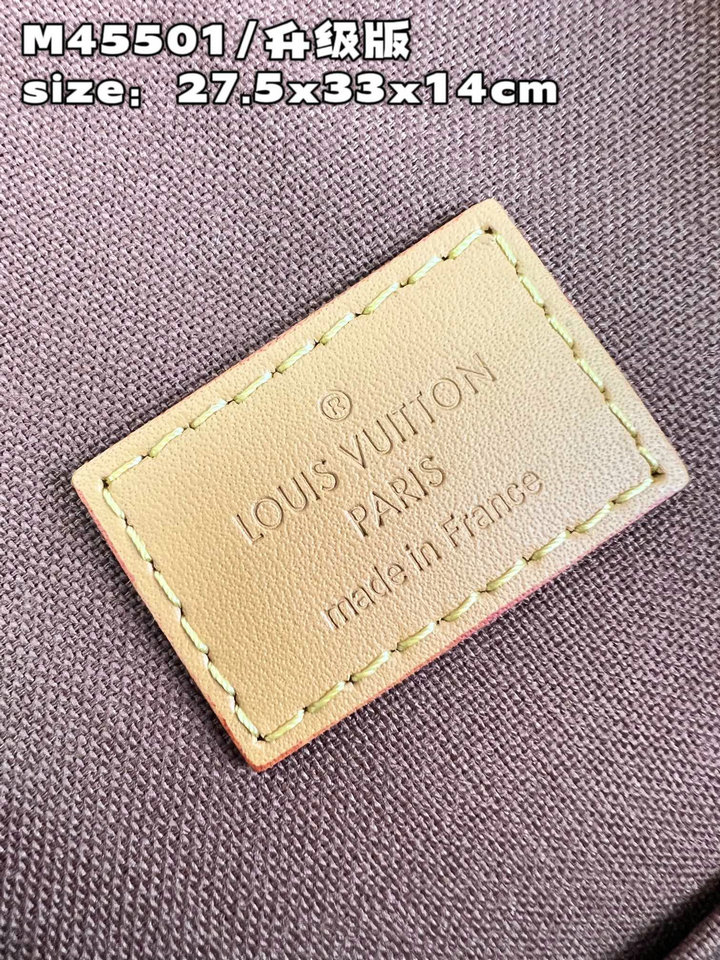 M45501/升级版
size：27.5x33x14cm
®
LOUIS VUITTON
PARIS
made in France